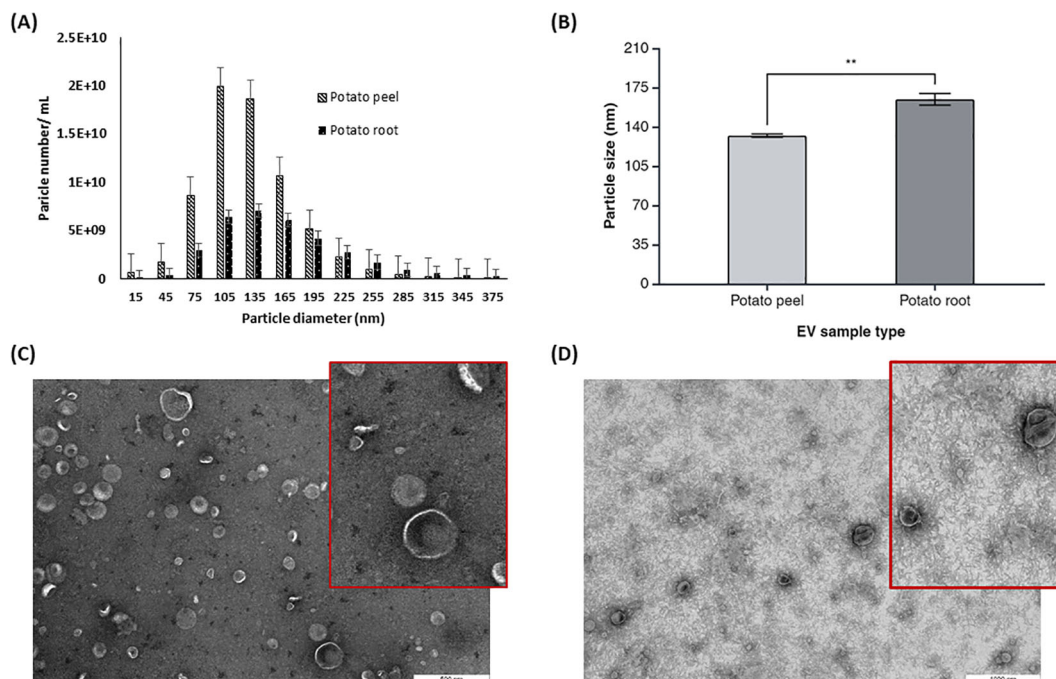 (A)
2.5E+10
2E+10
1.5E+10
1E+10
5E+09
0
Paricle number/ mL
Potato peel
Potato root
15 45 75 105 135 165 195 225 255 285 315 345 375
Particle diameter (nm)
(B)
210
175
140
105
70
35
0
Particle size (nm)
**
Potato peel Potato root
EV sample type
(C)
(D)